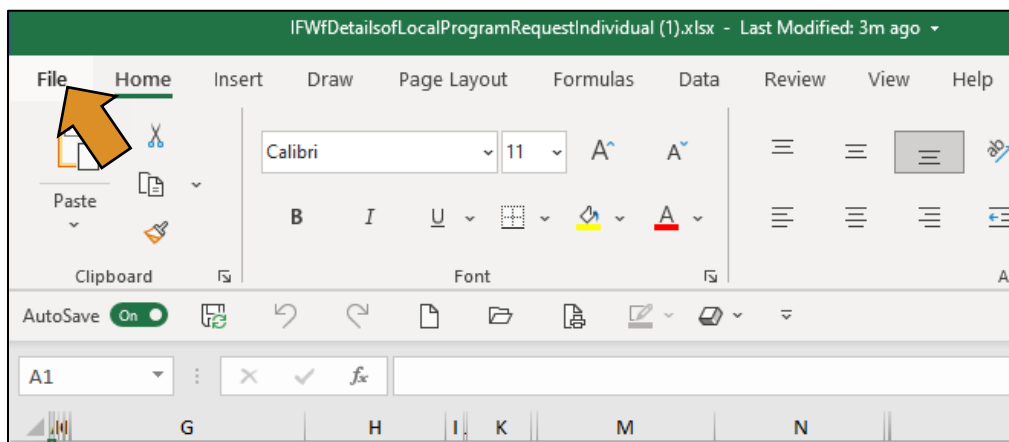 IFWfDetailsofLocalProgramRequestIndividual (1).xlsx - Last Modified: 3m ago
File Home Insert Draw Page Layout Formulas Data Review View Help
Calibri 11 A A
ab
Paste
B I U A
Clipboard Font A
AutoSave On
A1 fx
G H I K M N